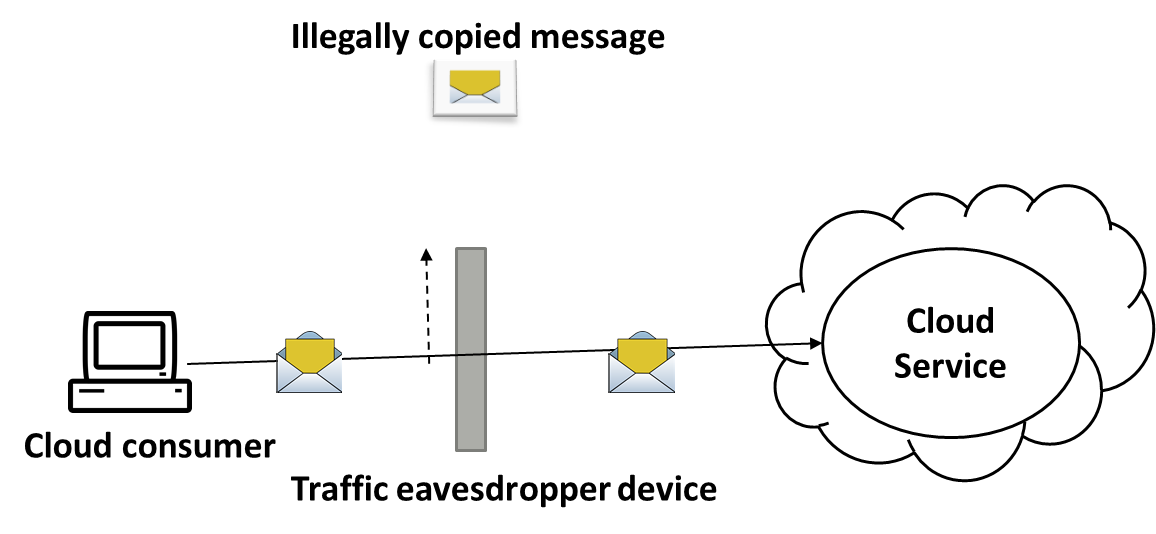 Illegally copied message
Cloud
Service
Cloud consumer
Traffic eavesdropper device